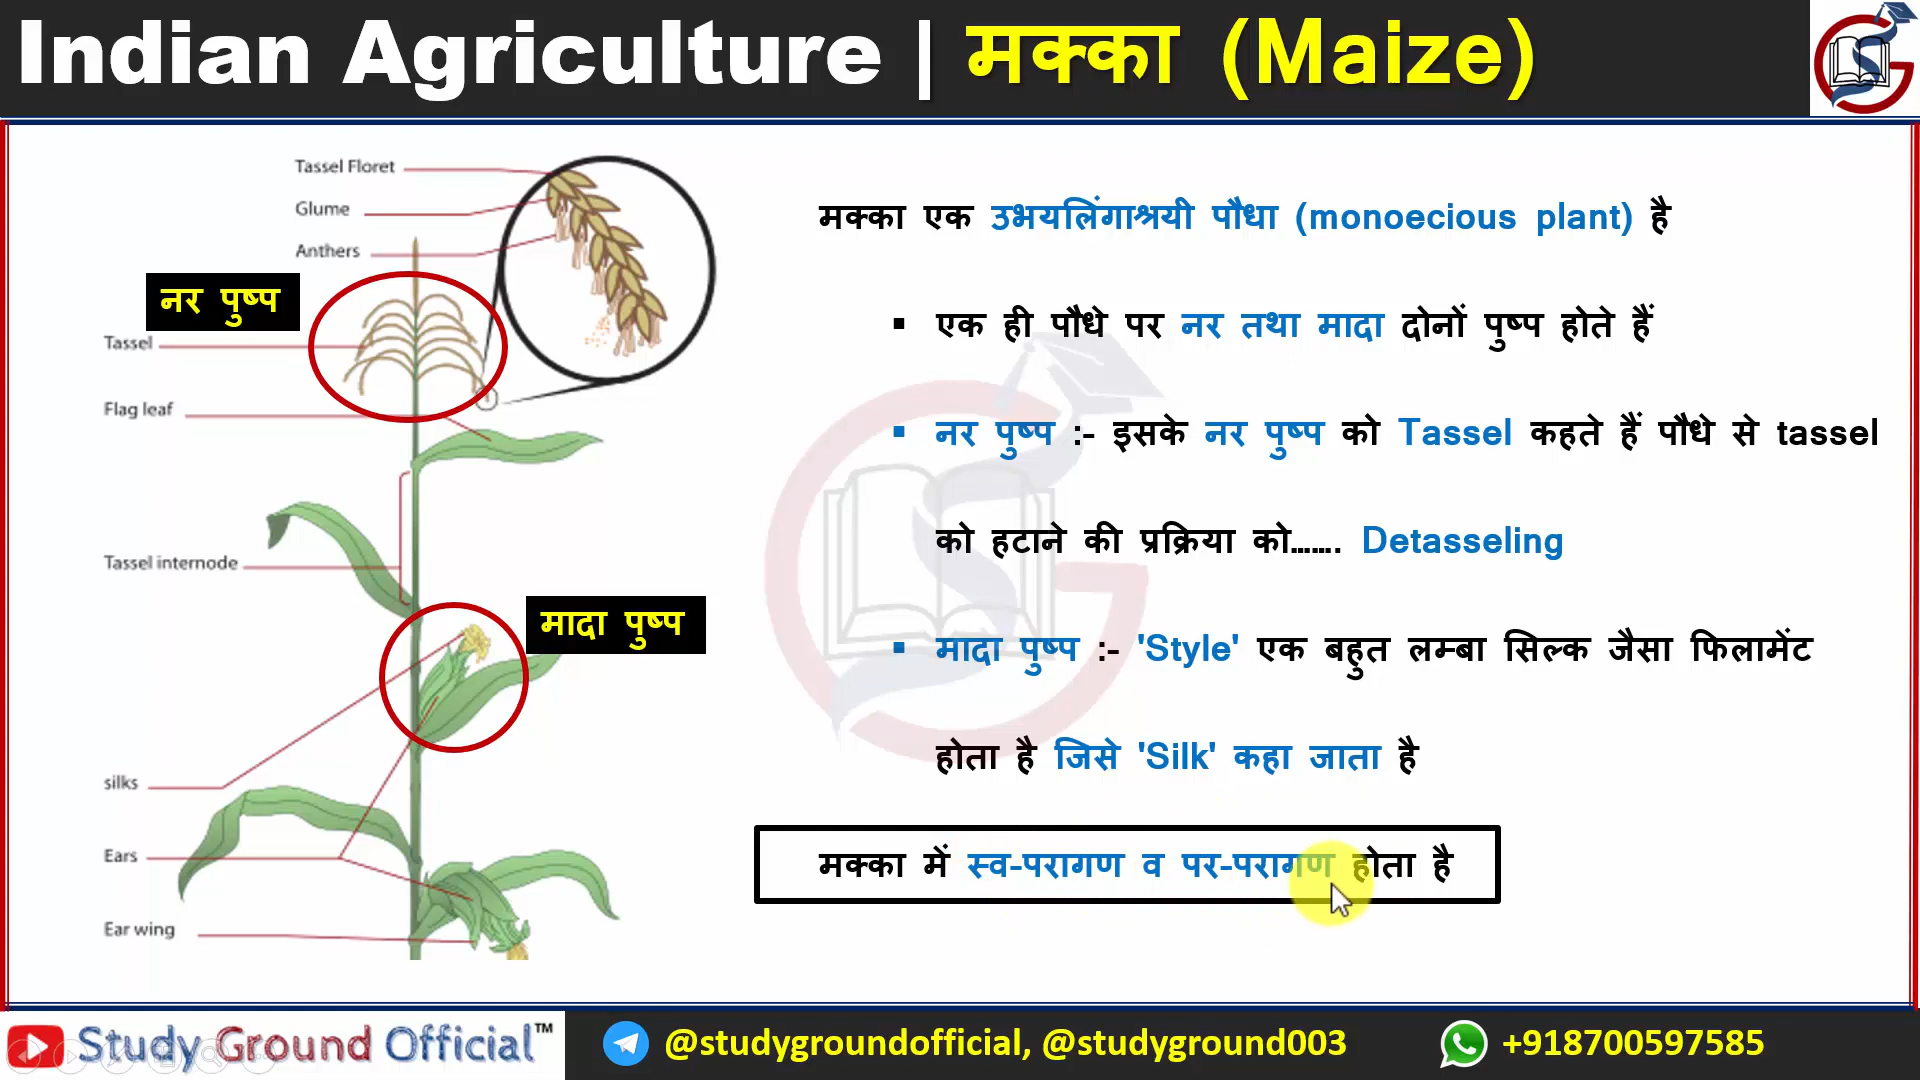 Indian Agriculture | मक्का (Maize)
Tassel Floret
Glume
Anthers
नर पुष्प
Tassel
Flag leaf
Tassel internode
मादा पुष्प
silks
Ears
Ear wing
मक्का एक उभयलिंगाश्रयी पौधा (monoecious plant) है
▪ एक ही पौधे पर नर तथा मादा दोनों पुष्प होते हैं
▪ नर पुष्प :- इसके नर पुष्प को Tassel कहते हैं पौधे से tassel
को हटाने की प्रक्रिया को……. Detasseling
▪ मादा पुष्प :- 'Style' एक बहुत लम्बा सिल्क जैसा फिलामेंट
होता है जिसे 'Silk' कहा जाता है
मक्का में स्व-परागण व पर-परागण होता है
Study Ground Official™
@studygroundofficial, @studyground003
+918700597585